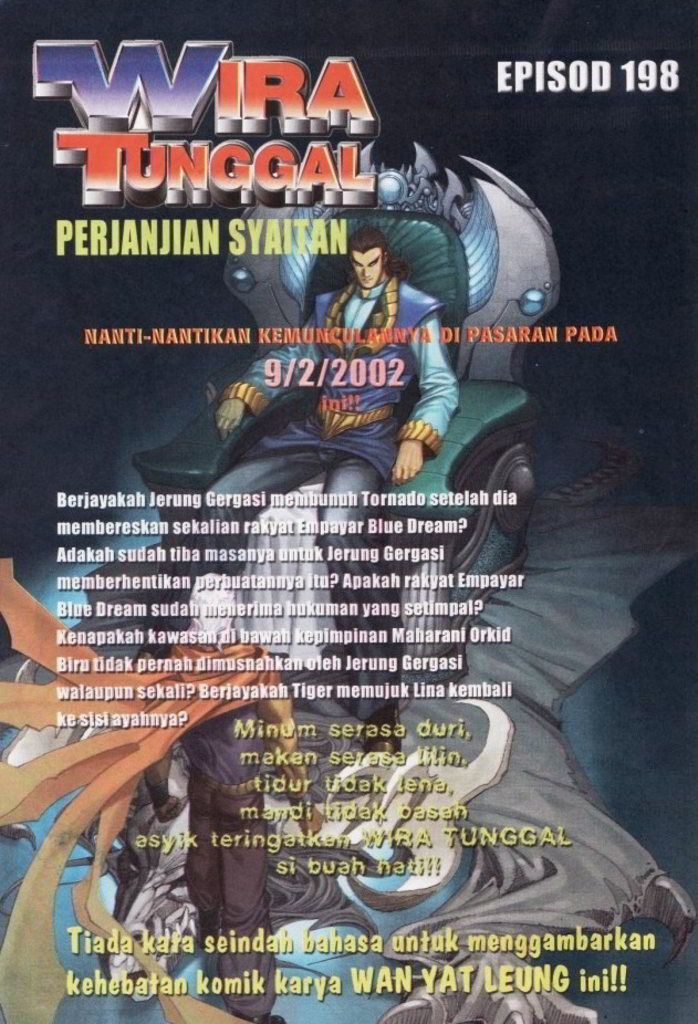 WIRA
TUNGGAL
EPISOD 198
PERJANJIAN SYAITAN
NANTI-NANTIKAN KEMUNCULANNYA DI PASARAN PADA
9/2/2002
ini!!
Berjayakah Jerung Gergasi membunuh Tornado setelah dia
membereskan sekalian rakyat Empayar Blue Dream?
Adakah sudah tiba masanya untuk Jerung Gergasi
memberhentikan perbuatannya itu? Apakah rakyat Empayar
Blue Dream sudah menerima hukuman yang setimpal?
Kenapakah kawasan di bawah kepimpinan Maharani Orkid
Biru tidak pernah dimusnahkan oleh Jerung Gergasi
walaupun sekali? Berjayakah Tiger memujuk Lina kembali
ke sisi ayahnya?
Minum serasa duri,
makan serasa lilin,
tidur tidak lena,
mandi tidak basah
asyik teringatkan WIRA TUNGGAL
si buah hati!!
Tiada kata seindah bahasa untuk menggambarkan
kehebatan komik karya WAN YAT LEUNG ini!!